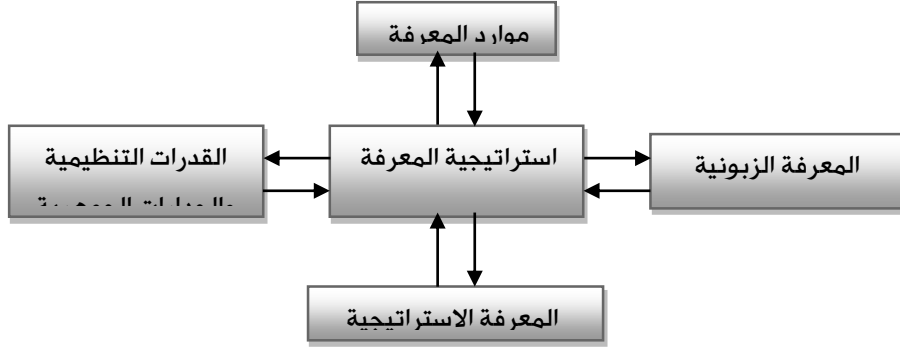 موارد المعرفة
القدرات التنظيمية
استراتيجية المعرفة
المعرفة الزبونية
المعرفة الاستراتيجية